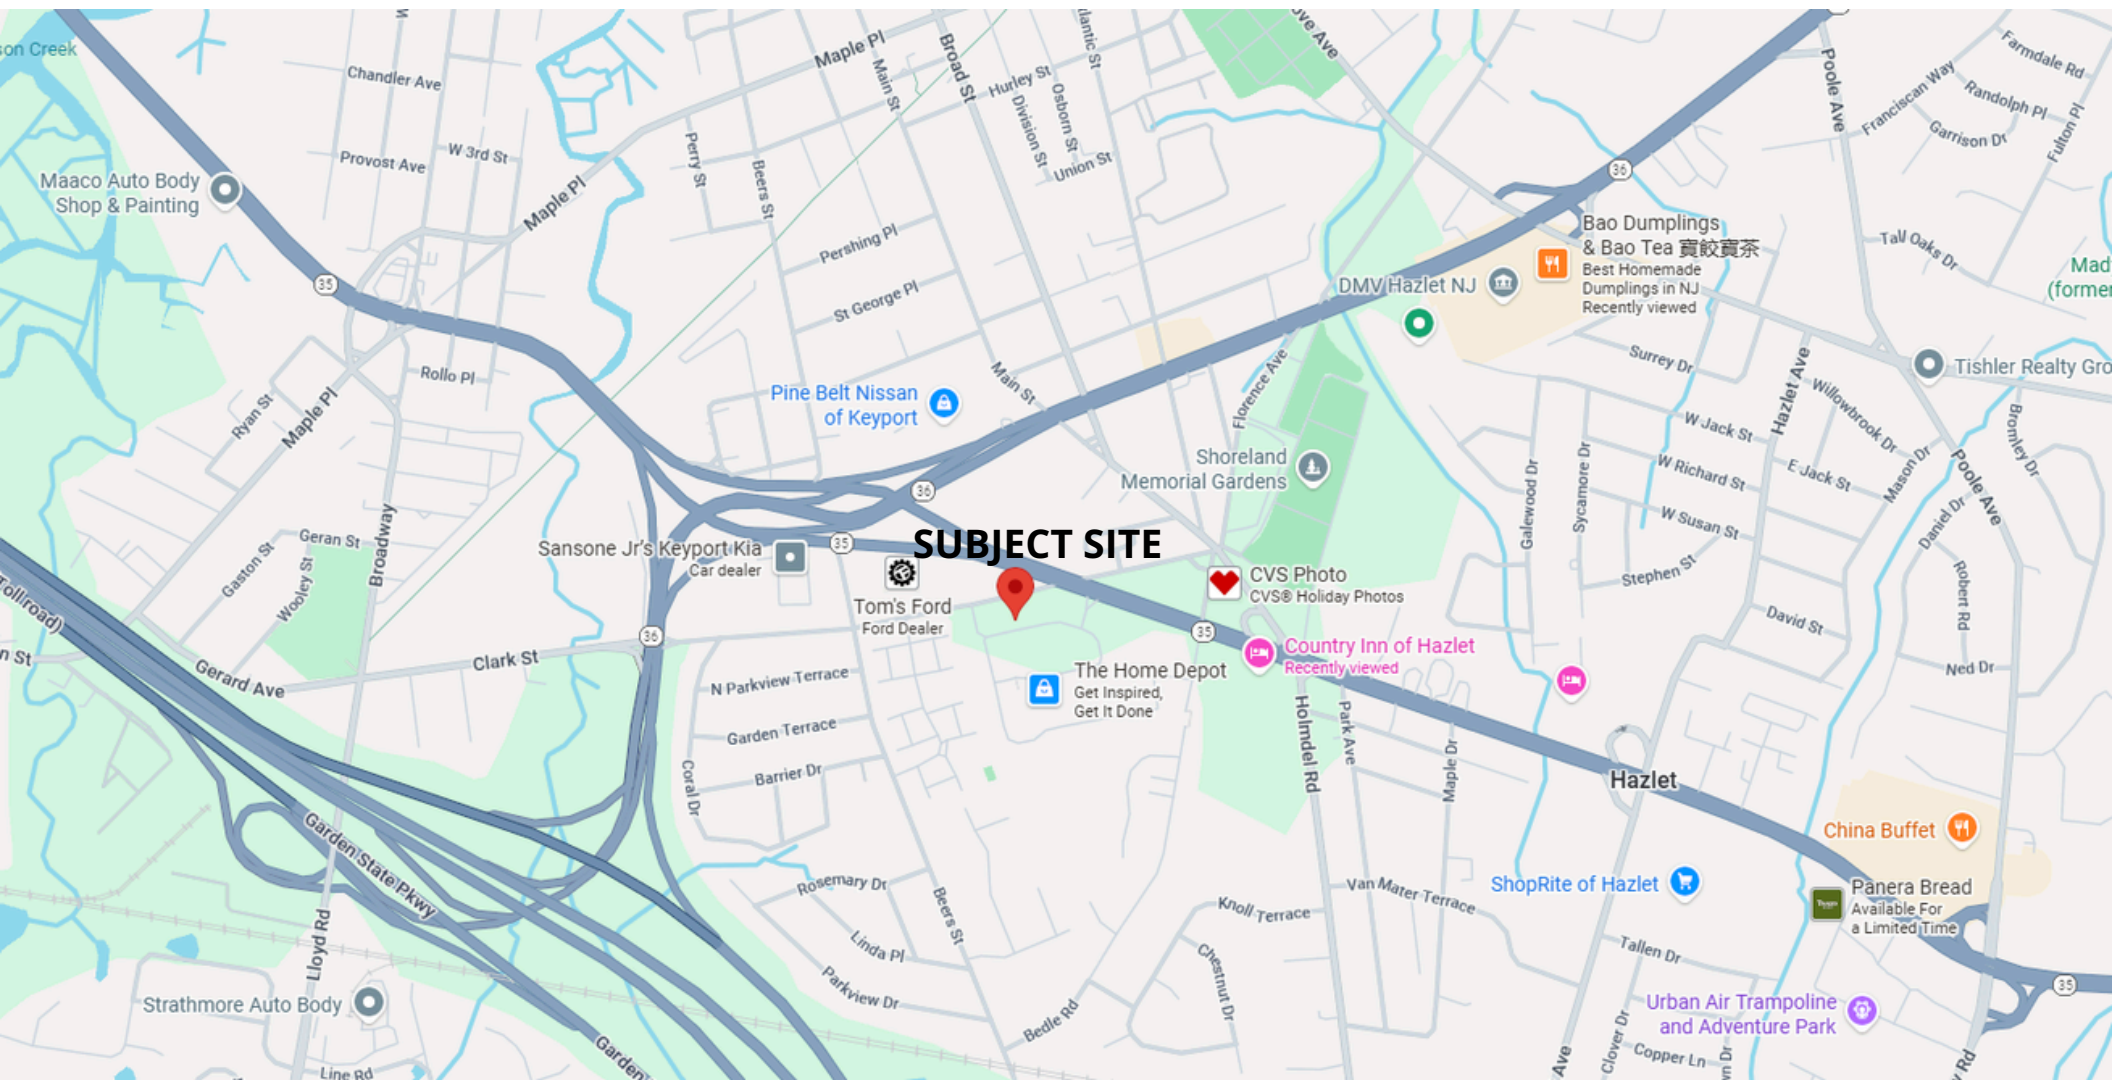 son Creek
Chandler Ave
Maple Pl
Main St
Broad St
Hurley St
Division St
Osborn St
Union St
Poole Ave
Farmdale Rd
Franciscan Way
Randolph Pl
Garrison Dr
Fulton Pl
Provost Ave
W 3rd St
Perry St
Beers St
Maple Pl
Maaco Auto Body
Shop & Painting
36
Bao Dumplings
& Bao Tea 寶餃寶茶
Best Homemade
Dumplings in NJ
Recently viewed
DMV Hazlet NJ
Tall Oaks Dr
Mad
(former
Pershing Pl
St George Pl
35
Rollo Pl
Ryan St
Maple Pl
Main St
Pine Belt Nissan
of Keyport
Florence Ave
Surrey Dr
Hazlet Ave
Willowbrook Dr
Tishler Realty Gro
Bromley Dr
W Jack St
E Jack St
W Richard St
Mason Dr
Poole Ave
Shoreland
Memorial Gardens
Galewood Dr
Sycamore Dr
W Susan St
Daniel Dr
Stephen St
Robert Rd
David St
Ned Dr
36
35
SUBJECT SITE
Sansone Jr's Keyport Kia
Car dealer
Tom's Ford
Ford Dealer
CVS Photo
CVS® Holiday Photos
35
Country Inn of Hazlet
Recently viewed
The Home Depot
Get Inspired,
Get It Done
Geran St
Gaston St
Wooley St
Broadway
Toll road)
n St
Gerard Ave
Clark St
36
N Parkview Terrace
Garden Terrace
Barrier Dr
Coral Dr
Holmdel Rd
Park Ave
Maple Dr
Hazlet
China Buffet
Garden State Pkwy
Rosemary Dr
Beers St
Linda Pl
Parkview Dr
Knoll Terrace
Van Mater Terrace
ShopRite of Hazlet
Panera Bread
Available For
a Limited Time
Lloyd Rd
Strathmore Auto Body
Bedle Rd
Chestnut Dr
Tallen Dr
35
Urban Air Trampoline
and Adventure Park
Clover Dr
Copper Ln
Ave
Line Rd
Garden